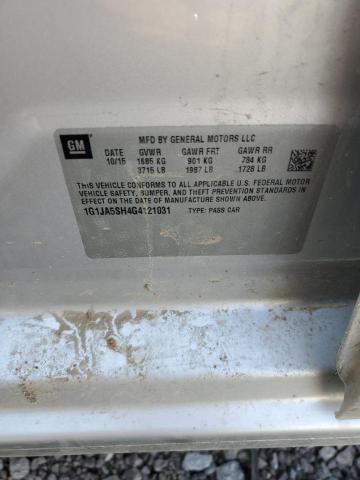 GM
MFD BY GENERAL MOTORS LLC
DATE GVWR GAWR FRT GAWR RR
10/15 1685 KG 901 KG 784 KG
3715 LB 1987 LB 1728 LB
THIS VEHICLE CONFORMS TO ALL APPLICABLE U.S. FEDERAL MOTOR
VEHICLE SAFETY, BUMPER, AND THEFT PREVENTION STANDARDS
IN EFFECT ON THE DATE OF MANUFACTURE SHOWN ABOVE.
1G1JA5SH4G4121031 TYPE: PASS CAR